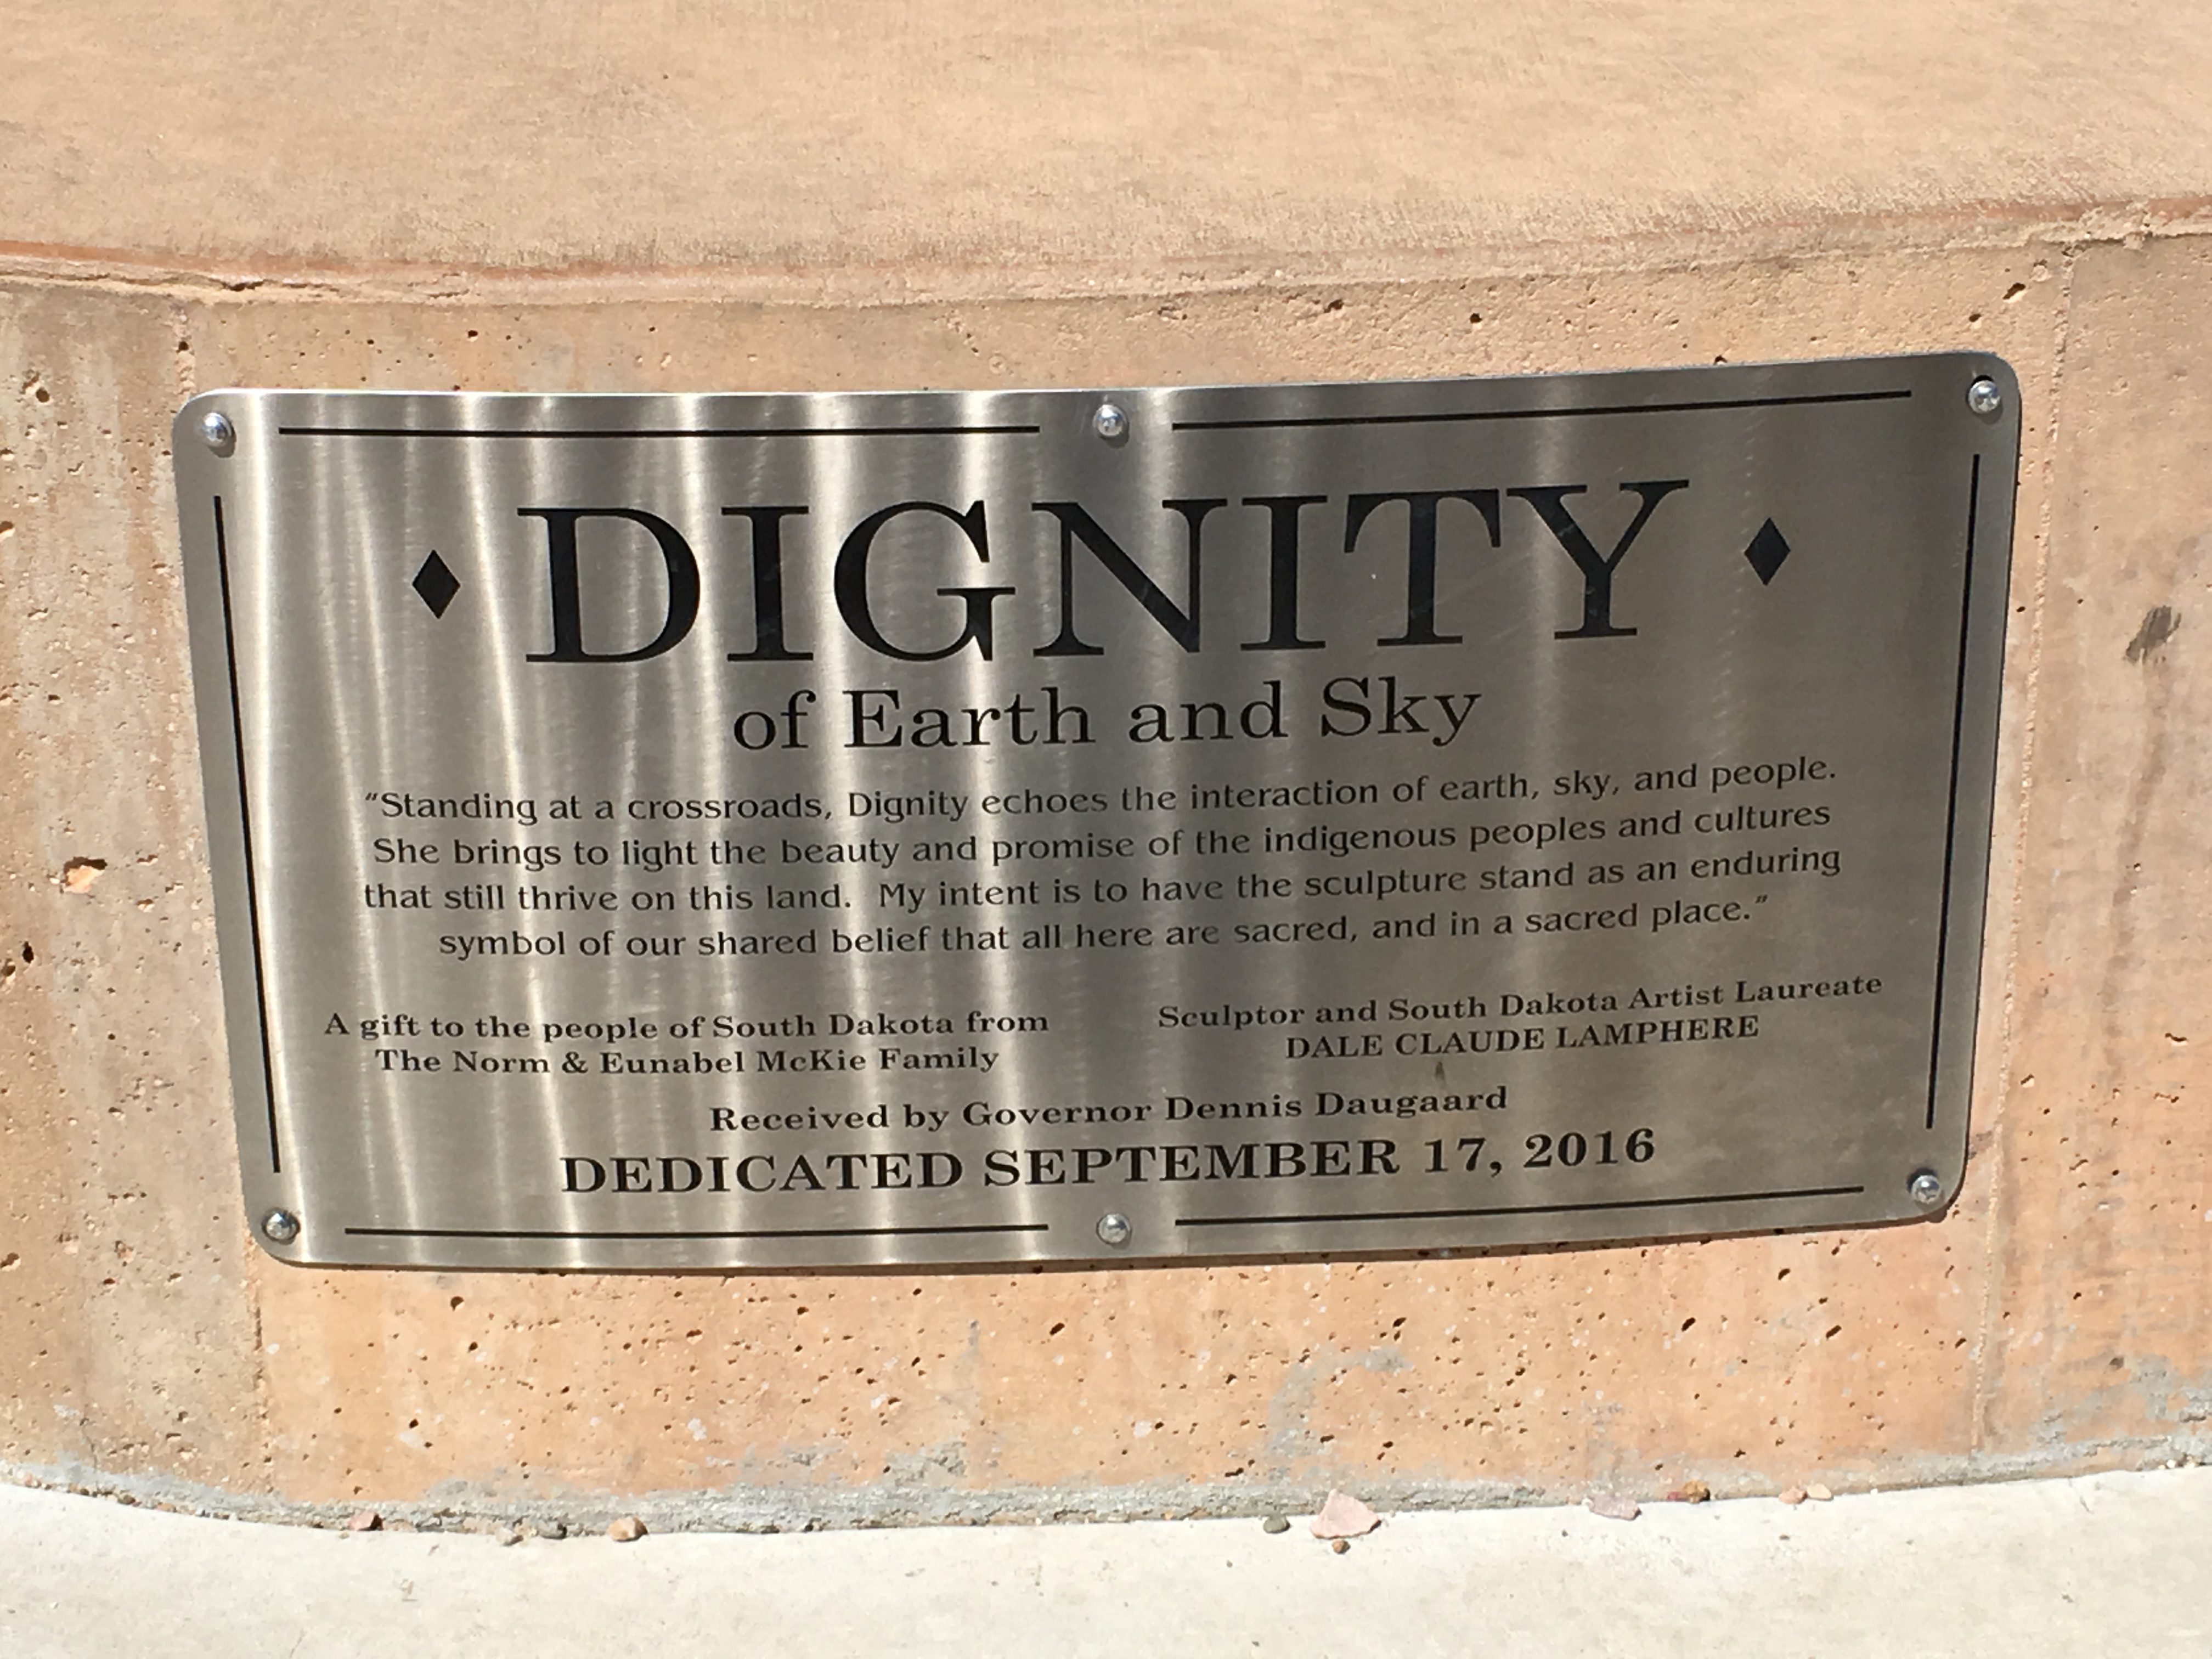 DIGNITY
of Earth and Sky
"Standing at a crossroads, Dignity echoes the interaction of earth, sky, and people.
She brings to light the beauty and promise of the indigenous peoples and cultures
that still thrive on this land. My intent is to have the sculpture stand as an enduring
symbol of our shared belief that all here are sacred, and in a sacred place."
A gift to the people of South Dakota from
The Norm & Eunabel McKie Family
Sculptor and South Dakota Artist Laureate
DALE CLAUDE LAMPHERE
Received by Governor Dennis Daugaard
DEDICATED SEPTEMBER 17, 2016